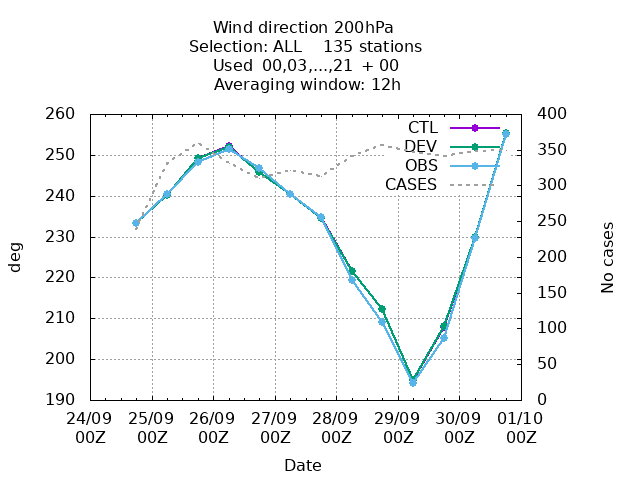 Wind direction 200hPa
Selection: ALL    135 stations
Used  00,03,...,21  + 00
Averaging window: 12h
260
250
240
230
220
210
200
190
deg
400
350
300
250
200
150
100
50
0
No cases
CTL
DEV
OBS
CASES
24/09 25/09 26/09 27/09 28/09 29/09 30/09 01/10
00Z 00Z 00Z 00Z 00Z 00Z 00Z 00Z
Date